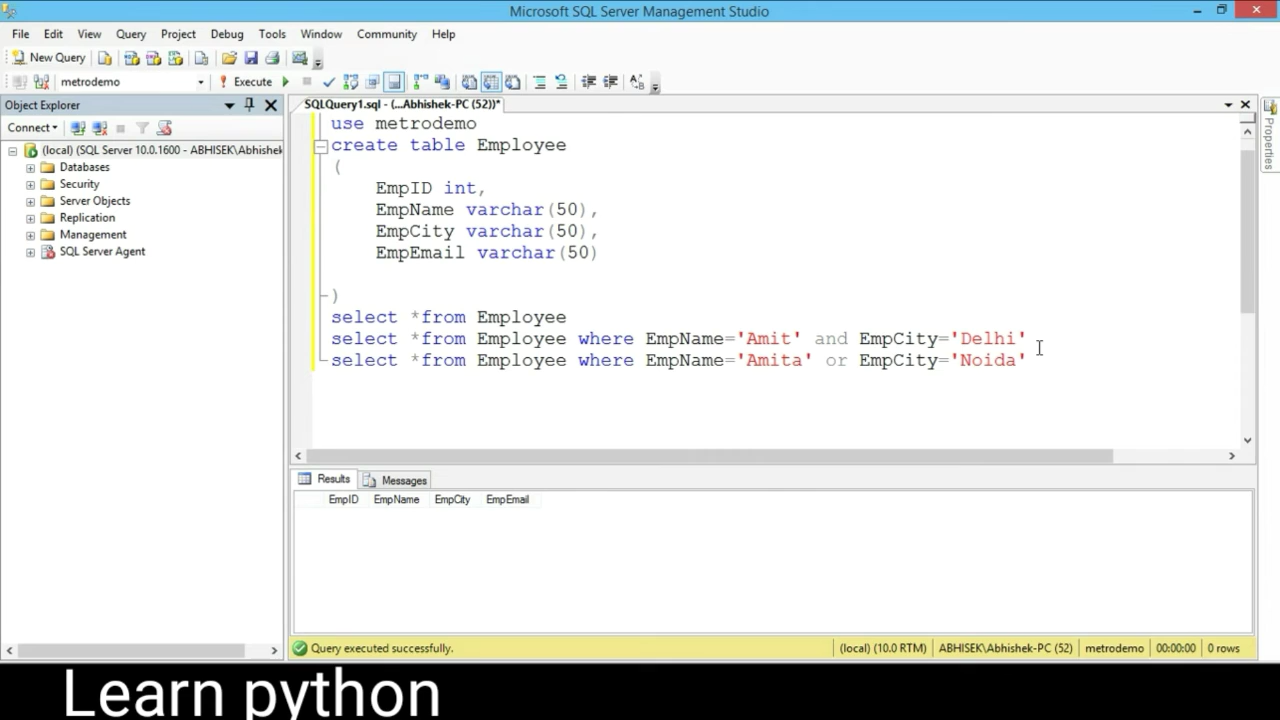 Microsoft SQL Server Management Studio
File Edit View Query Project Debug Tools Window Community Help
New Query
metrodemo Execute
Object Explorer
SQLQuery1.sql - (...Abhishek-PC (52))*
Properties
Connect
(local) (SQL Server 10.0.1600 - ABHISEK\Abhishek
Databases
Security
Server Objects
Replication
Management
SQL Server Agent
use metrodemo
create table Employee
(
EmpID int,
EmpName varchar(50),
EmpCity varchar(50),
EmpEmail varchar(50)
)
select *from Employee
select *from Employee where EmpName='Amit' and EmpCity='Delhi'
select *from Employee where EmpName='Amita' or EmpCity='Noida'
Results Messages
EmpID EmpName EmpCity EmpEmail
Query executed successfully. (local) (10.0 RTM) ABHISEK\Abhishek-PC (52) metrodemo 00:00:00 0 rows
Learn python